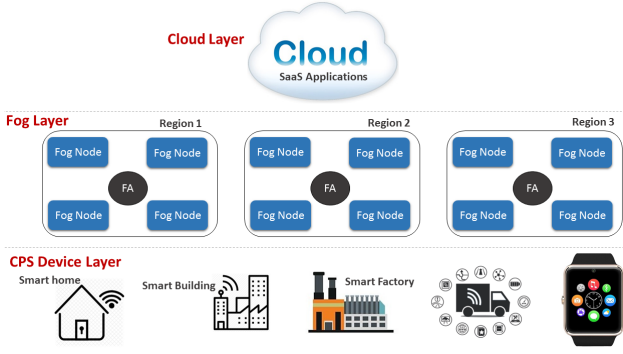 Cloud Layer
Cloud
SaaS Applications
Fog Layer
Region 1
Region 2
Region 3
Fog Node
Fog Node
Fog Node
Fog Node
Fog Node
Fog Node
FA
FA
FA
Fog Node
Fog Node
Fog Node
Fog Node
Fog Node
Fog Node
CPS Device Layer
Smart home
Smart Building
Smart Factory